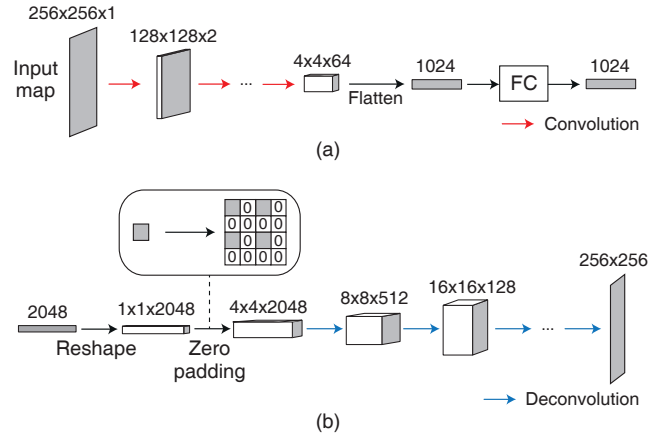 256x256x1
128x128x2
4x4x64
1024
1024
Input
map
...
Flatten
FC
Convolution
(a)
0 0
0 0 0 0
0 0
0 0 0 0
2048
1x1x2048
4x4x2048
8x8x512
16x16x128
256x256
Reshape
Zero
padding
...
Deconvolution
(b)